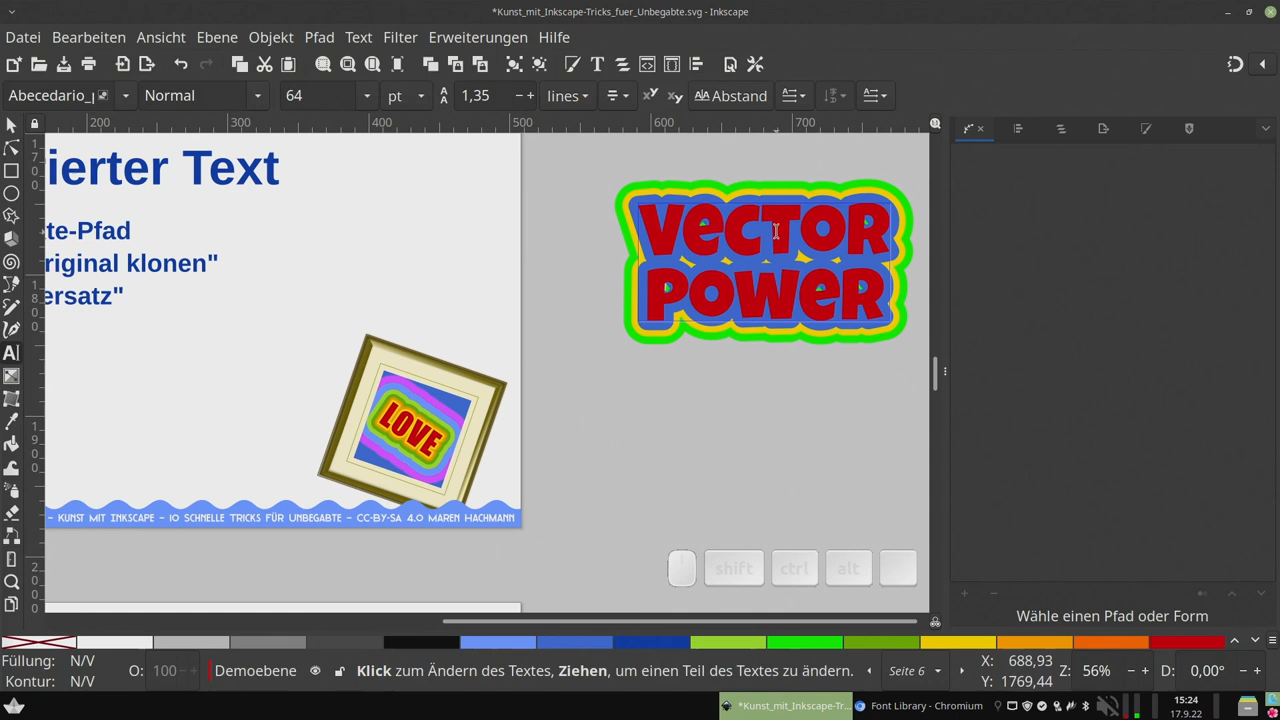 *Kunst_mit_Inkscape-Tricks_fuer_Unbegabte.svg - Inkscape
Datei Bearbeiten Ansicht Ebene Objekt Pfad Text Filter Erweiterungen Hilfe
Abecedario_p Normal 64 pt 1,35 lines Abstand
200 300 400 500 600 700
ierter Text
te-Pfad
riginal klonen"
ersatz"
VecTOR
POWeR
LOVE
- KUNST MIT INKSCAPE - 10 SCHNELLE TRICKS FÜR UNBEGABTE - CC-BY-SA 4.0 MAREN HACHMANN
shift ctrl alt
Wähle einen Pfad oder Form
Füllung: N/V
Kontur: N/V
O: 100
Demoebene
Klick zum Ändern des Textes, Ziehen, um einen Teil des Textes zu ändern.
Seite 6
X: 688,93
Y: 1769,44
Z: 56%
D: 0,00°
*Kunst_mit_Inkscape-Tr...
Font Library - Chromium
15:24
17.9.22